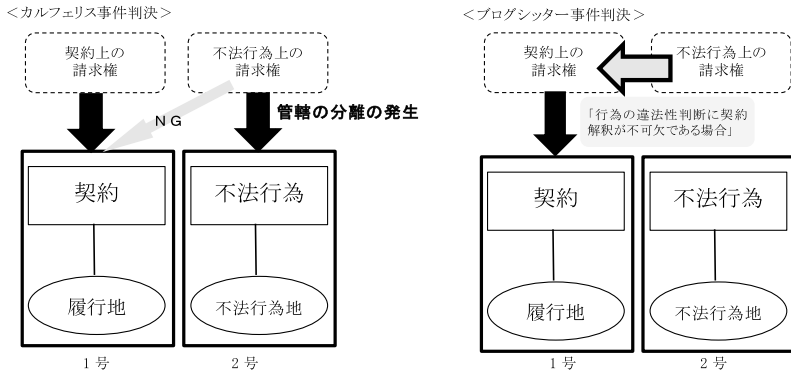 ＜カルフェリス事件判決＞
契約上の
請求権
不法行為上の
請求権
ＮＧ
管轄の分離の発生
契約
不法行為
履行地
不法行為地
1号
2号
＜ブログシッター事件判決＞
契約上の
請求権
不法行為上の
請求権
「行為の違法性判断に契約
解釈が不可欠である場合」
契約
不法行為
履行地
不法行為地
1号
2号